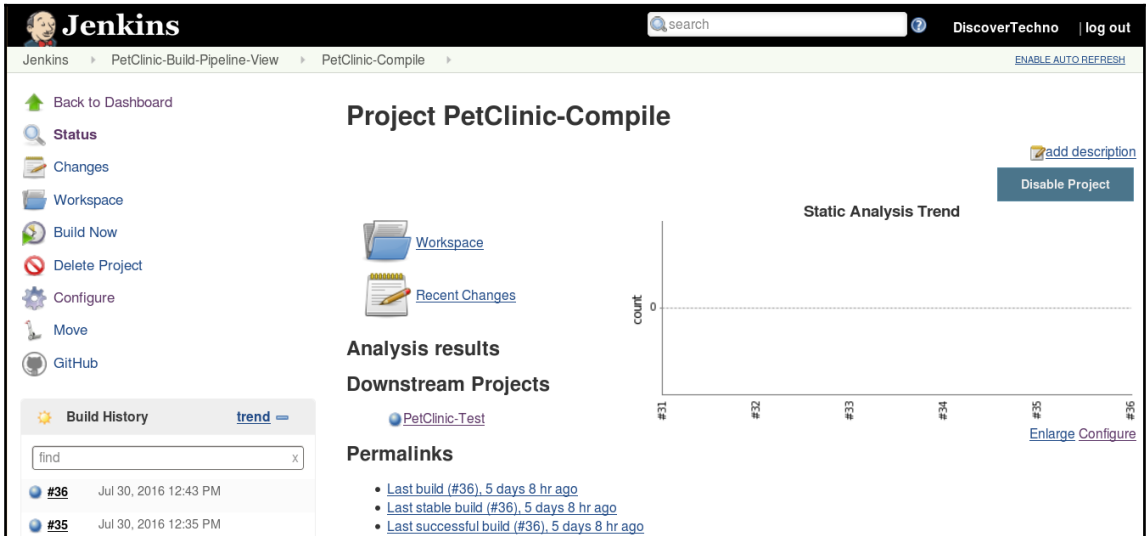 Jenkins
search
DiscoverTechno | log out
Jenkins PetClinic-Build-Pipeline-View PetClinic-Compile
ENABLE AUTO REFRESH
Back to Dashboard
Status
Changes
Workspace
Build Now
Delete Project
Configure
Move
GitHub
Build History trend
find x
#36 Jul 30, 2016 12:43 PM
#35 Jul 30, 2016 12:35 PM
Project PetClinic-Compile
add description
Disable Project
Workspace
Recent Changes
Static Analysis Trend
count
0
#31 #32 #33 #34 #35 #36
Enlarge Configure
Analysis results
Downstream Projects
PetClinic-Test
Permalinks
Last build (#36), 5 days 8 hr ago
Last stable build (#36), 5 days 8 hr ago
Last successful build (#36), 5 days 8 hr ago